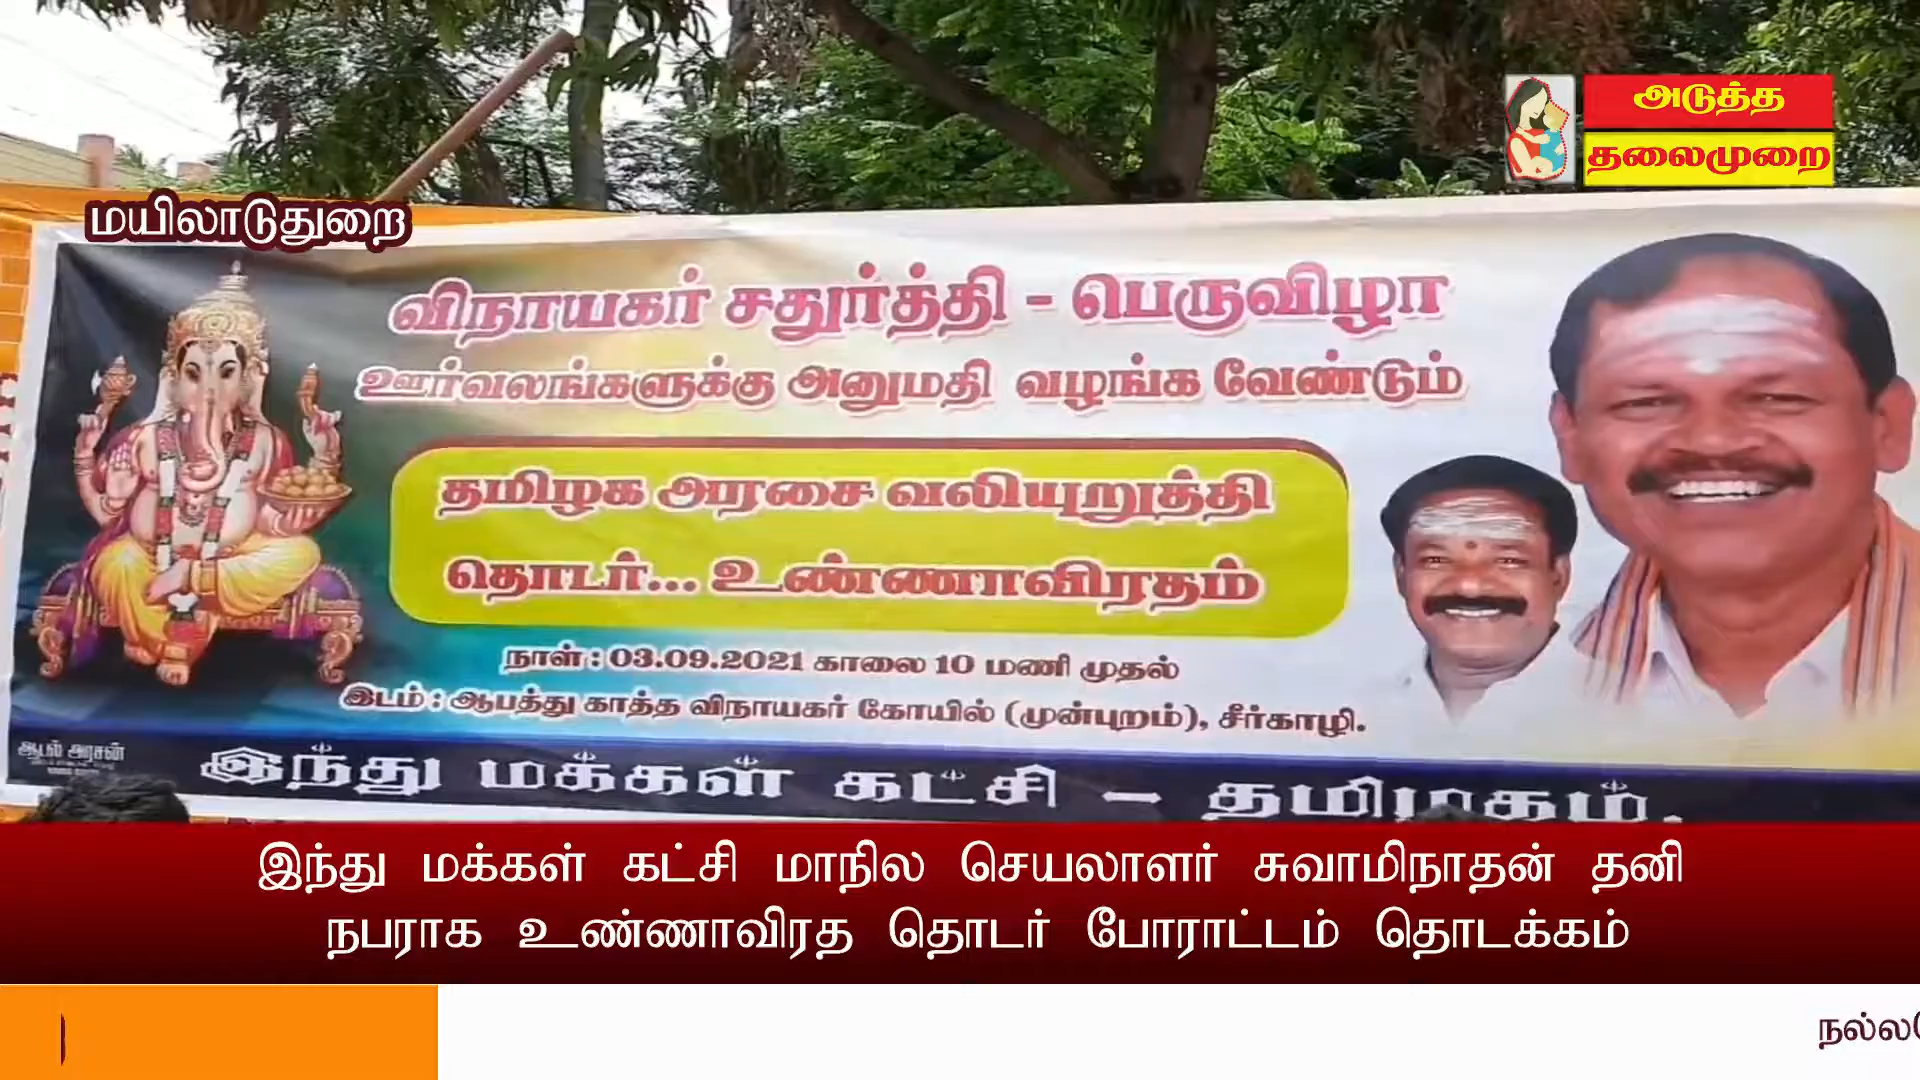 அடுத்த
தலைமுறை
மயிலாடுதுறை
விநாயகர் சதுர்த்தி - பெருவிழா
ஊர்வலங்களுக்கு அனுமதி வழங்க வேண்டும்
தமிழக அரசை வலியுறுத்தி
தொடர்... உண்ணாவிரதம்
நாள் : 03.09.2021 காலை 10 மணி முதல்
இடம் : ஆபத்து காத்த விநாயகர் கோயில் (முன்புறம்), சீர்காழி.
ஆடல் அரசன்
இந்து மக்கள் கட்சி - தமிழகம்.
இந்து மக்கள் கட்சி மாநில செயலாளர் சுவாமிநாதன் தனி
நபராக உண்ணாவிரத தொடர் போராட்டம் தொடக்கம்